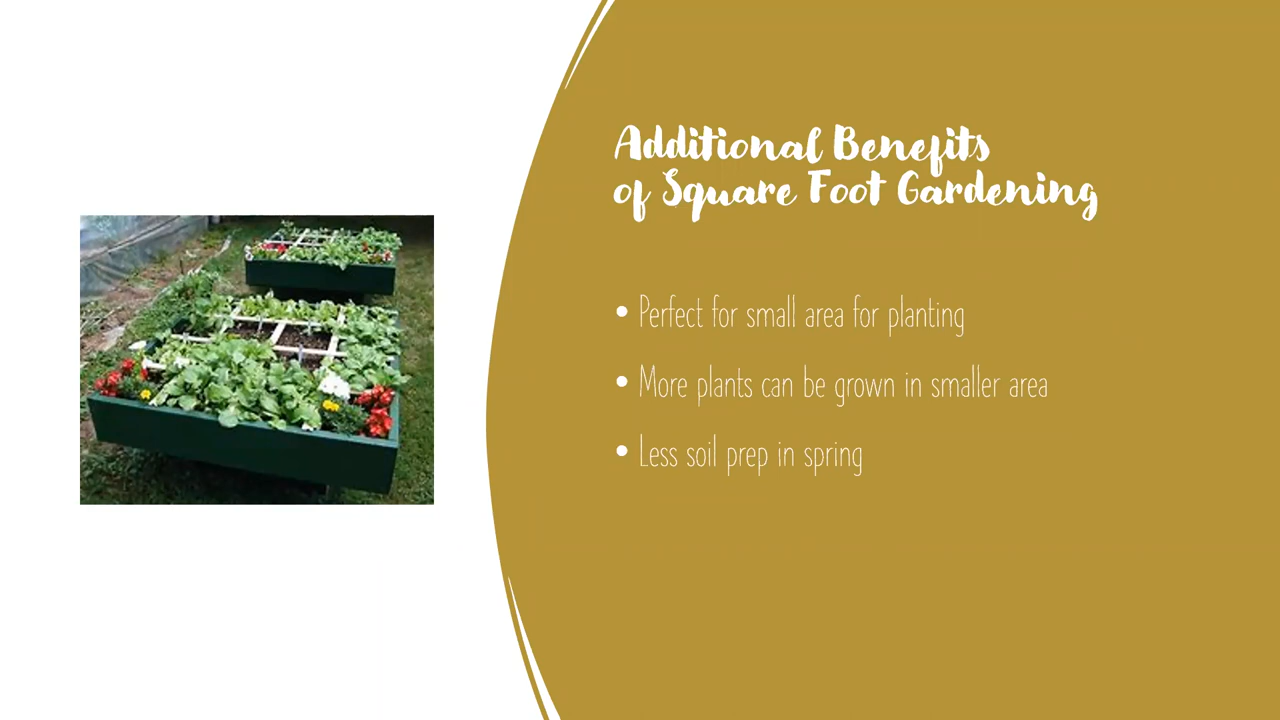 Additional Benefits
of Square Foot Gardening
• Perfect for small area for planting
• More plants can be grown in smaller area
• Less soil prep in spring